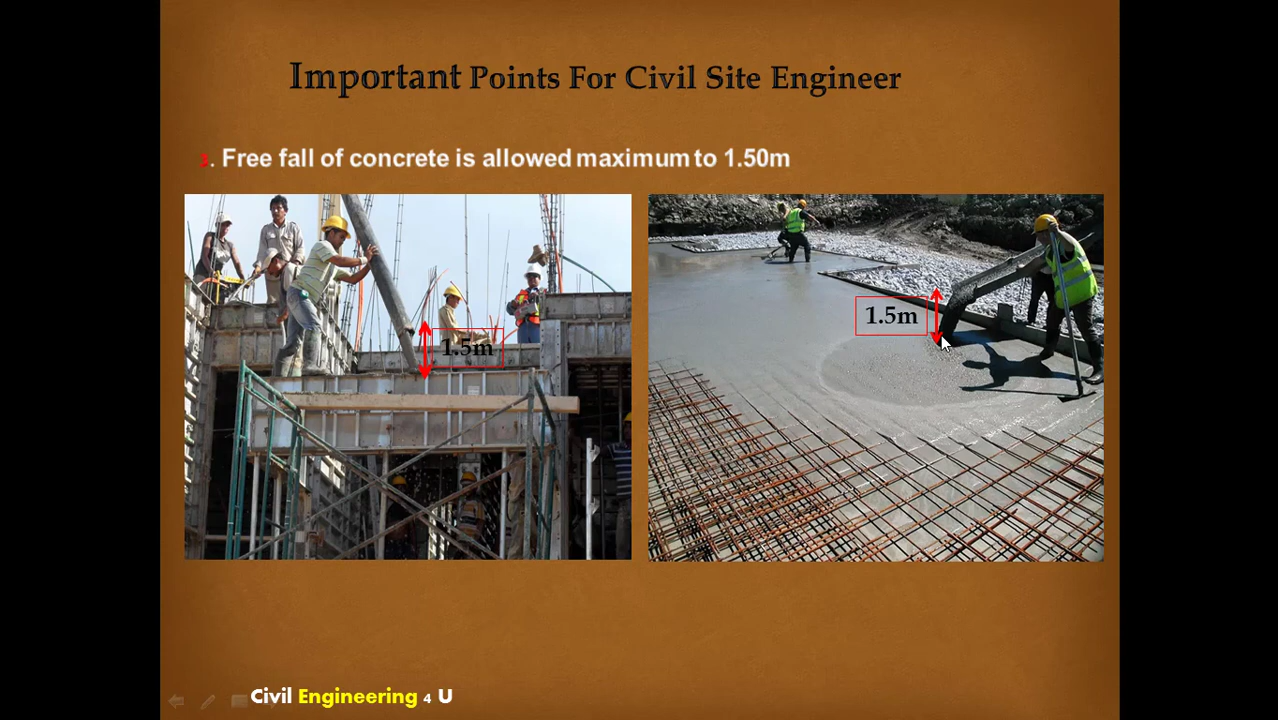 Important Points For Civil Site Engineer
3. Free fall of concrete is allowed maximum to 1.50m
1.5m
1.5m
Civil Engineering 4 U